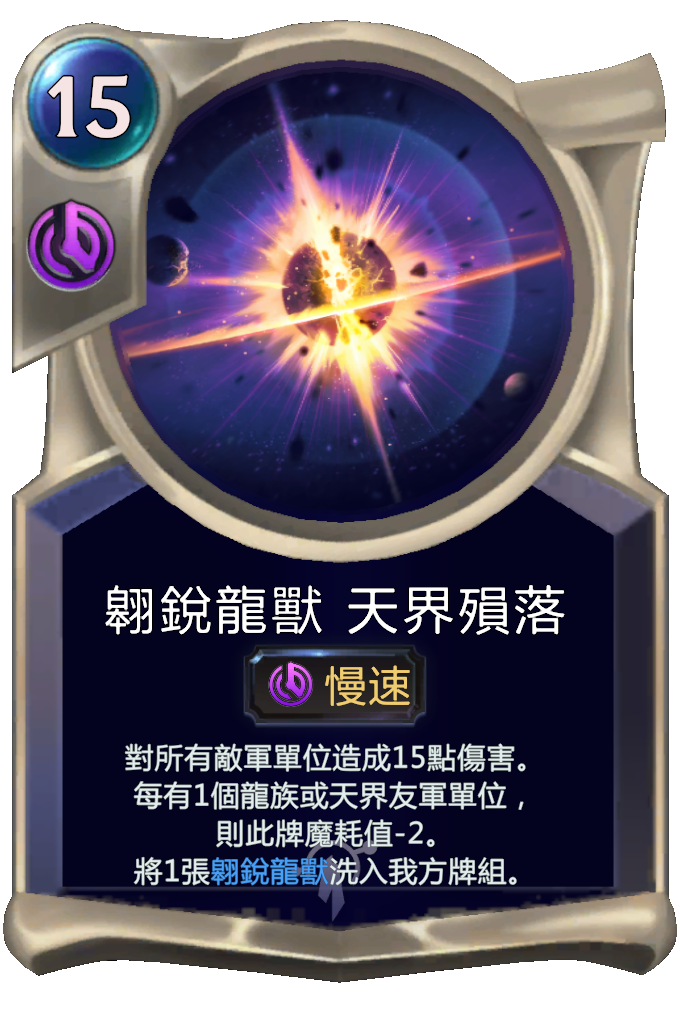 15
翱銳龍獸 天界殞落
慢速
對所有敵軍單位造成15點傷害。
每有1個龍族或天界友軍單位，
則此牌魔耗值-2。
將1張翱銳龍獸洗入我方牌組。